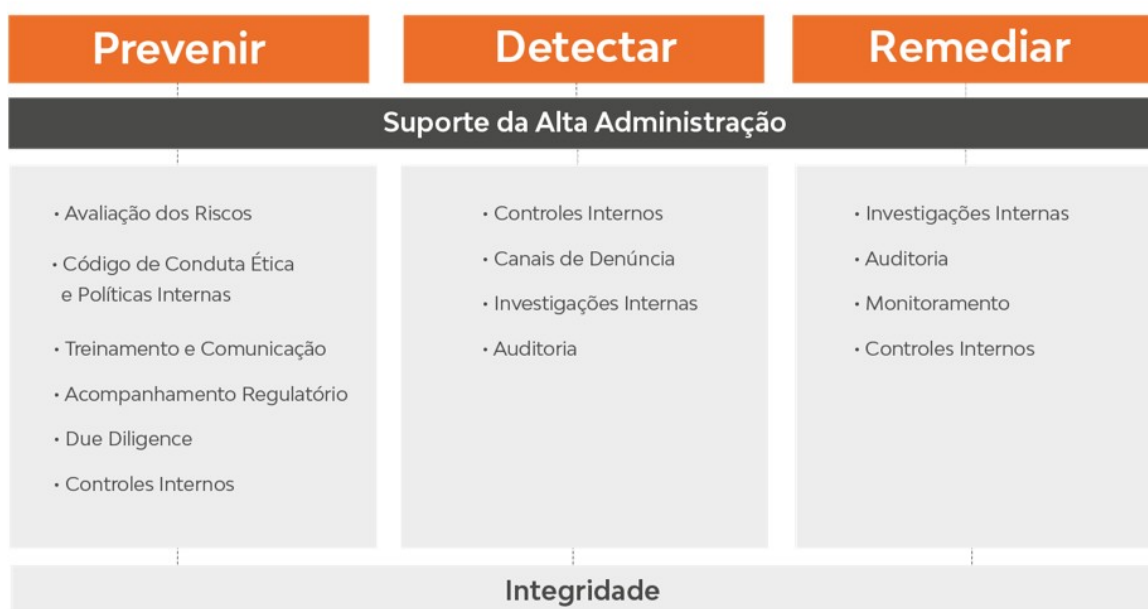 Prevenir
Detectar
Remediar
Suporte da Alta Administração
• Avaliação dos Riscos
• Código de Conduta Ética
e Políticas Internas
• Treinamento e Comunicação
• Acompanhamento Regulatório
• Due Diligence
• Controles Internos
• Controles Internos
• Canais de Denúncia
• Investigações Internas
• Auditoria
• Investigações Internas
• Auditoria
• Monitoramento
• Controles Internos
Integridade